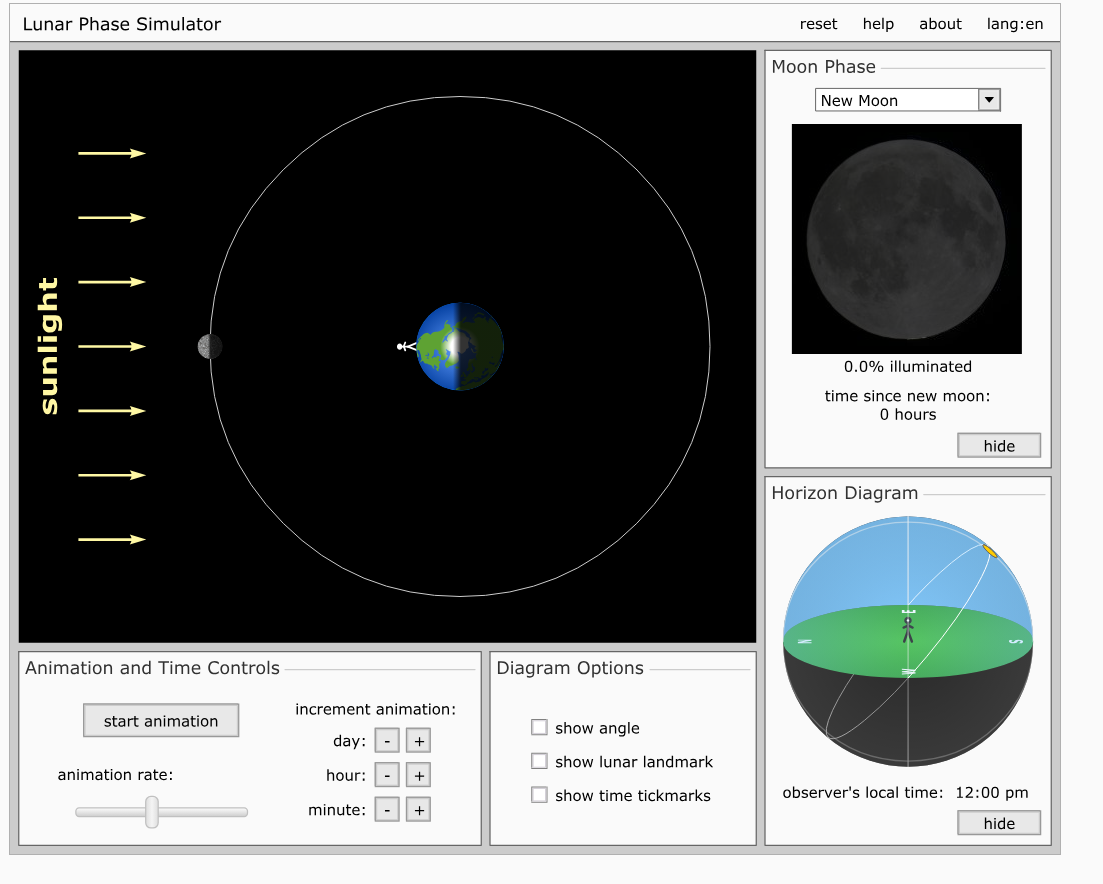 Lunar Phase Simulator
reset help about lang:en
sunlight
Moon Phase
New Moon
0.0% illuminated
time since new moon:
0 hours
hide
Horizon Diagram
E
N
S
W
observer's local time: 12:00 pm
hide
Animation and Time Controls
start animation
animation rate:
increment animation:
day: - +
hour: - +
minute: - +
Diagram Options
show angle
show lunar landmark
show time tickmarks